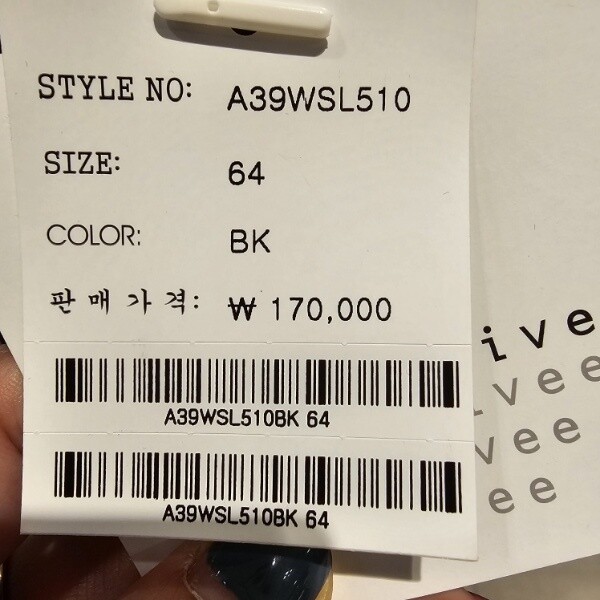 STYLE NO: A39WSL510
SIZE: 64
COLOR: BK
판매가격: ₩ 170,000
A39WSL510BK 64
A39WSL510BK 64
ive
ivee
vee
ee